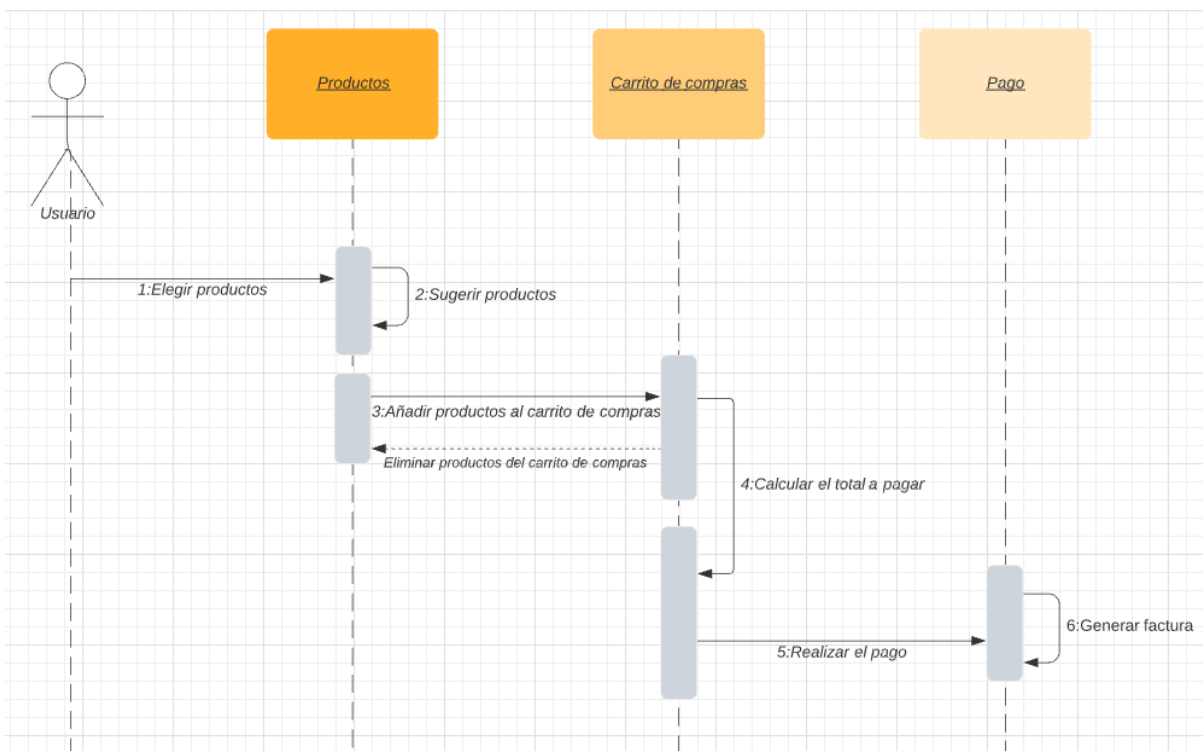 Productos
Carrito de compras
Pago
Usuario
1:Elegir productos
2:Sugerir productos
3:Añadir productos al carrito de compras
Eliminar productos del carrito de compras
4:Calcular el total a pagar
5:Realizar el pago
6:Generar factura